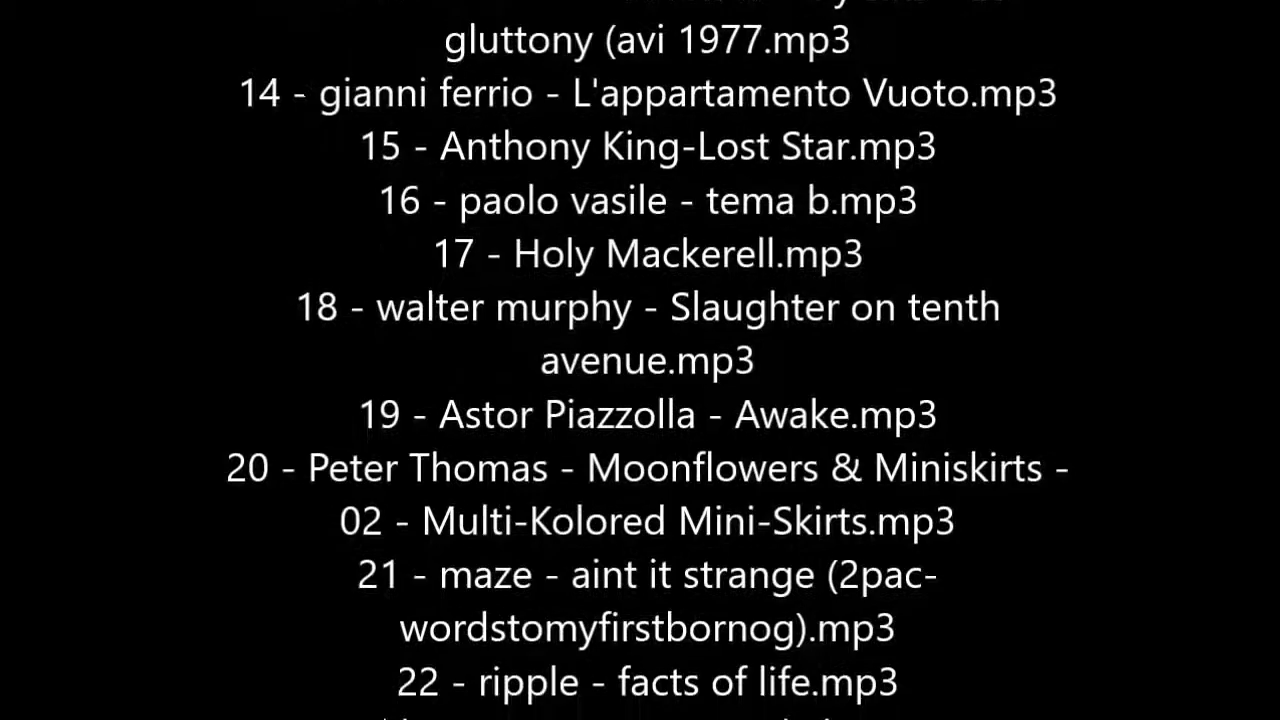 gluttony (avi 1977.mp3
14 - gianni ferrio - L'appartamento Vuoto.mp3
15 - Anthony King-Lost Star.mp3
16 - paolo vasile - tema b.mp3
17 - Holy Mackerell.mp3
18 - walter murphy - Slaughter on tenth
avenue.mp3
19 - Astor Piazzolla - Awake.mp3
20 - Peter Thomas - Moonflowers & Miniskirts -
02 - Multi-Kolored Mini-Skirts.mp3
21 - maze - aint it strange (2pac-
wordstomyfirstbornog).mp3
22 - ripple - facts of life.mp3